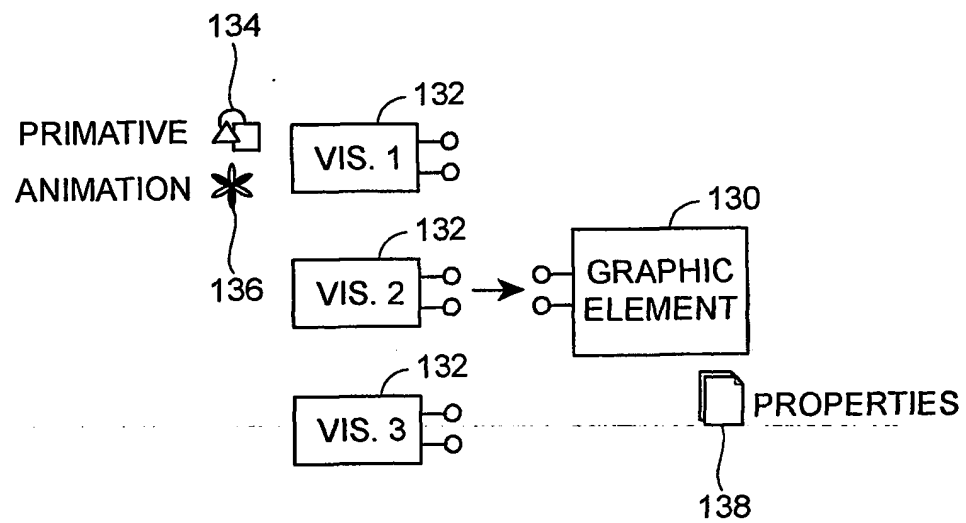 134
132
PRIMATIVE
VIS. 1
ANIMATION
136
132
VIS. 2
130
GRAPHIC
ELEMENT
132
VIS. 3
PROPERTIES
138